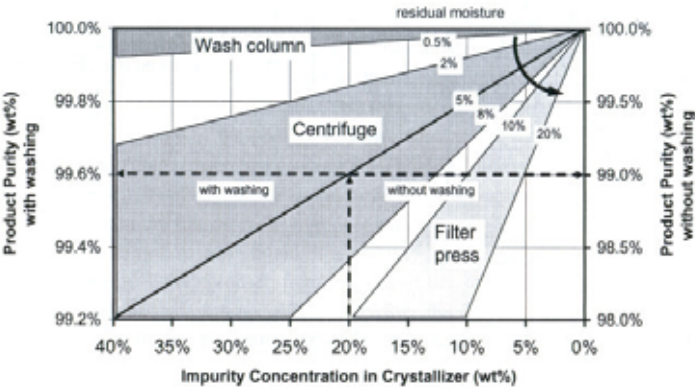 residual moisture
100.0%
99.8%
99.6%
99.4%
99.2%
Product Purity (wt%)
with washing
Wash column
0.5%
2%
5%
8%
10%
20%
Centrifuge
with washing
without washing
Filter
press
100.0%
99.5%
99.0%
98.5%
98.0%
Product Purity (wt%)
without washing
40% 35% 30% 25% 20% 15% 10% 5% 0%
Impurity Concentration in Crystallizer (wt%)